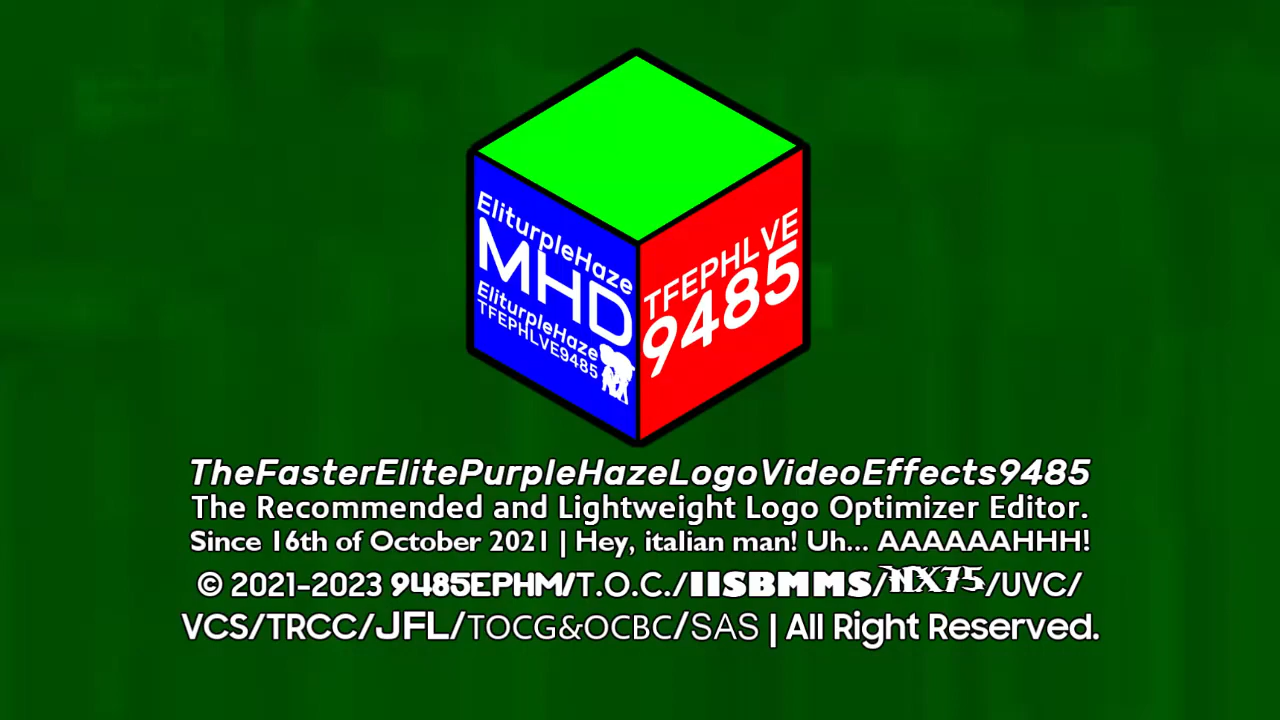 EliturpleHaze
MHD
EliturpleHaze
TFEPHLVE9485
TFEPHLVE
9485
TheFasterElitePurpleHazeLogoVideoEffects9485
The Recommended and Lightweight Logo Optimizer Editor.
Since 16th of October 2021 | Hey, italian man! Uh... AAAAAAHHH!
© 2021-2023 9485EPHM/T.O.C./IISBMMS/NX75/UVC/
VCS/TRCC/JFL/TOCG&OCBC/SAS | All Right Reserved.